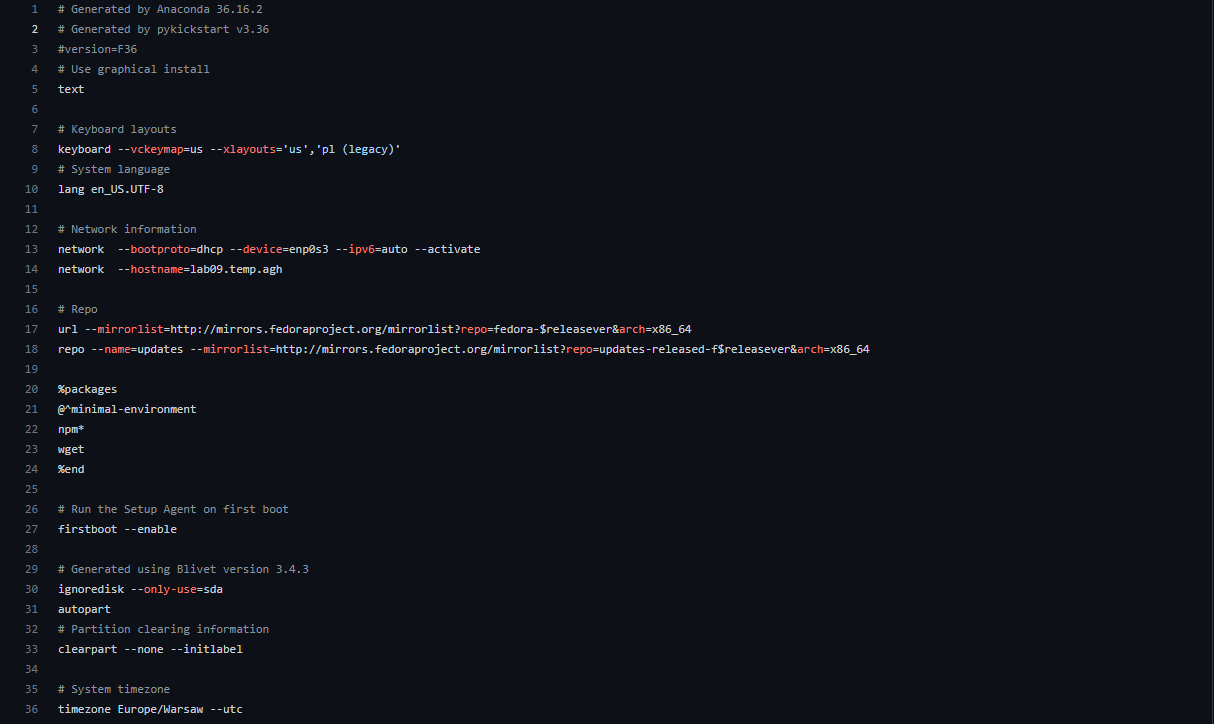 1 # Generated by Anaconda 36.16.2
2 # Generated by pykickstart v3.36
3 #version=F36
4 # Use graphical install
5 text
6
7 # Keyboard layouts
8 keyboard --vckeymap=us --xlayouts='us','pl (legacy)'
9 # System language
10 lang en_US.UTF-8
11
12 # Network information
13 network  --bootproto=dhcp --device=enp0s3 --ipv6=auto --activate
14 network  --hostname=lab09.temp.agh
15
16 # Repo
17 url --mirrorlist=http://mirrors.fedoraproject.org/mirrorlist?repo=fedora-$releasever&arch=x86_64
18 repo --name=updates --mirrorlist=http://mirrors.fedoraproject.org/mirrorlist?repo=updates-released-f$releasever&arch=x86_64
19
20 %packages
21 @^minimal-environment
22 npm*
23 wget
24 %end
25
26 # Run the Setup Agent on first boot
27 firstboot --enable
28
29 # Generated using Blivet version 3.4.3
30 ignoredisk --only-use=sda
31 autopart
32 # Partition clearing information
33 clearpart --none --initlabel
34
35 # System timezone
36 timezone Europe/Warsaw --utc